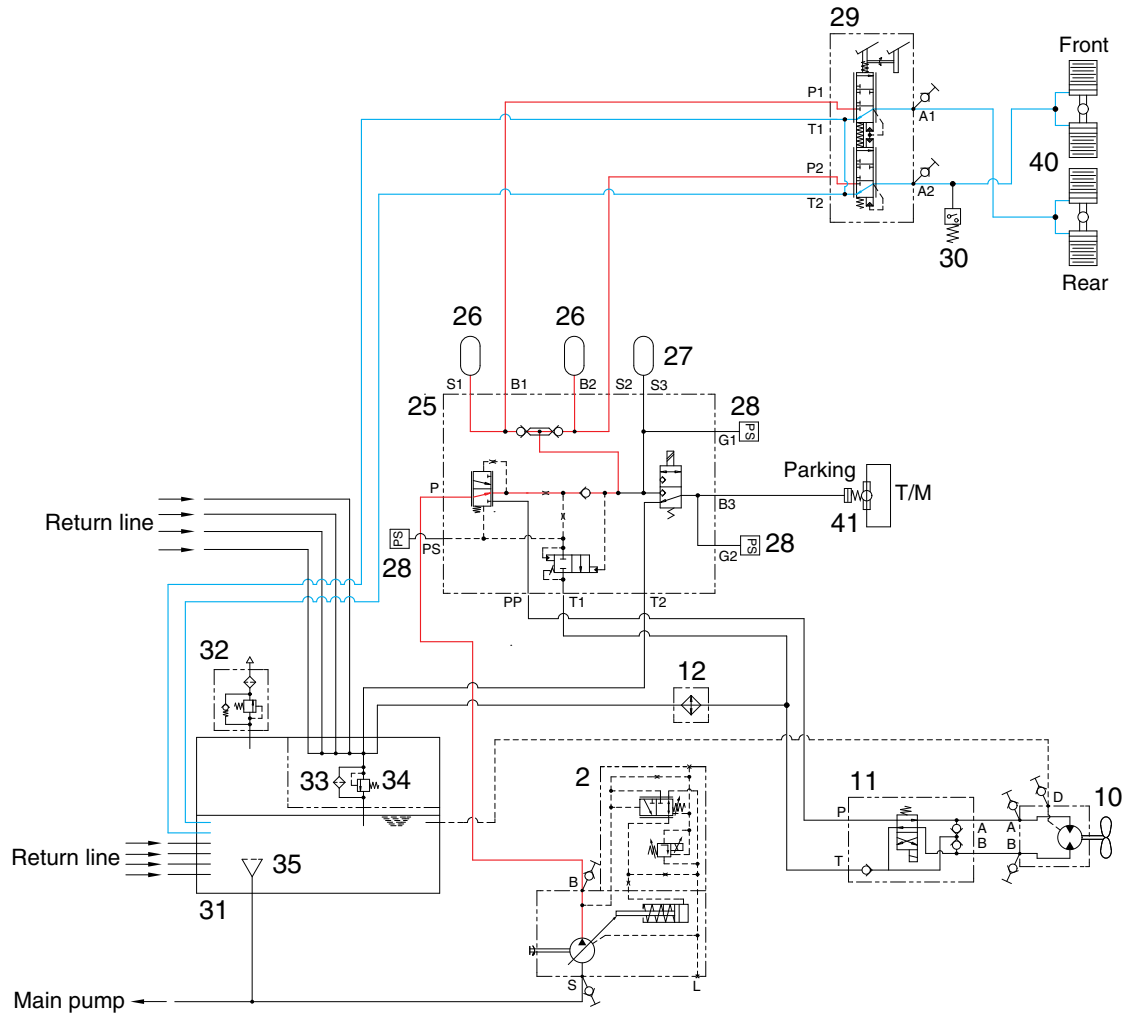 29
Front
P1
A1
T1
P2
40
A2
T2
30
Rear
26
26
27
S1
B1
B2
S2
S3
25
28
PS
G1
P
Parking
T/M
B3
41
Return line
PS
PS
28
PS
28
G2
PP
T1
T2
32
12
33
34
2
11
D
10
P
A
A
B
B
T
Return line
35
B
31
S
L
Main pump